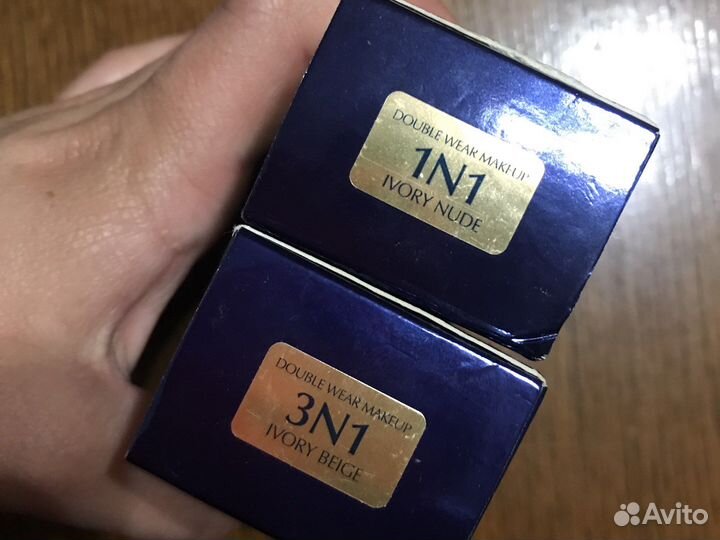 DOUBLE WEAR MAKEUP
1N1
IVORY NUDE
DOUBLE WEAR MAKEUP
3N1
IVORY BEIGE
Avito